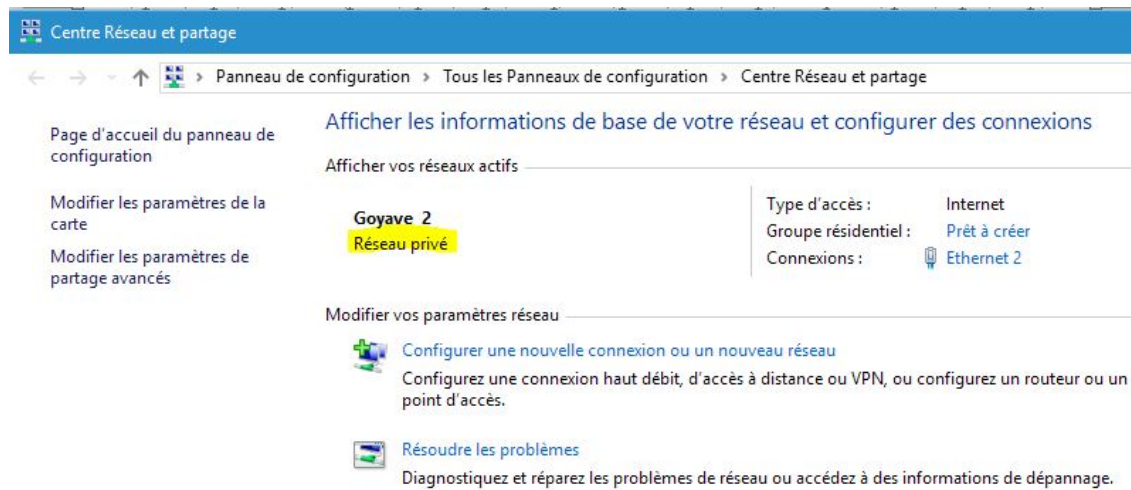 Centre Réseau et partage
Panneau de configuration > Tous les Panneaux de configuration > Centre Réseau et partage
Page d'accueil du panneau de
configuration
Modifier les paramètres de la
carte
Modifier les paramètres de
partage avancés
Afficher les informations de base de votre réseau et configurer des connexions
Afficher vos réseaux actifs
Goyave 2
Réseau privé
Type d'accès : Internet
Groupe résidentiel : Prêt à créer
Connexions : Ethernet 2
Modifier vos paramètres réseau
Configurer une nouvelle connexion ou un nouveau réseau
Configurez une connexion haut débit, d'accès à distance ou VPN, ou configurez un routeur ou un
point d'accès.
Résoudre les problèmes
Diagnostiquez et réparez les problèmes de réseau ou accédez à des informations de dépannage.